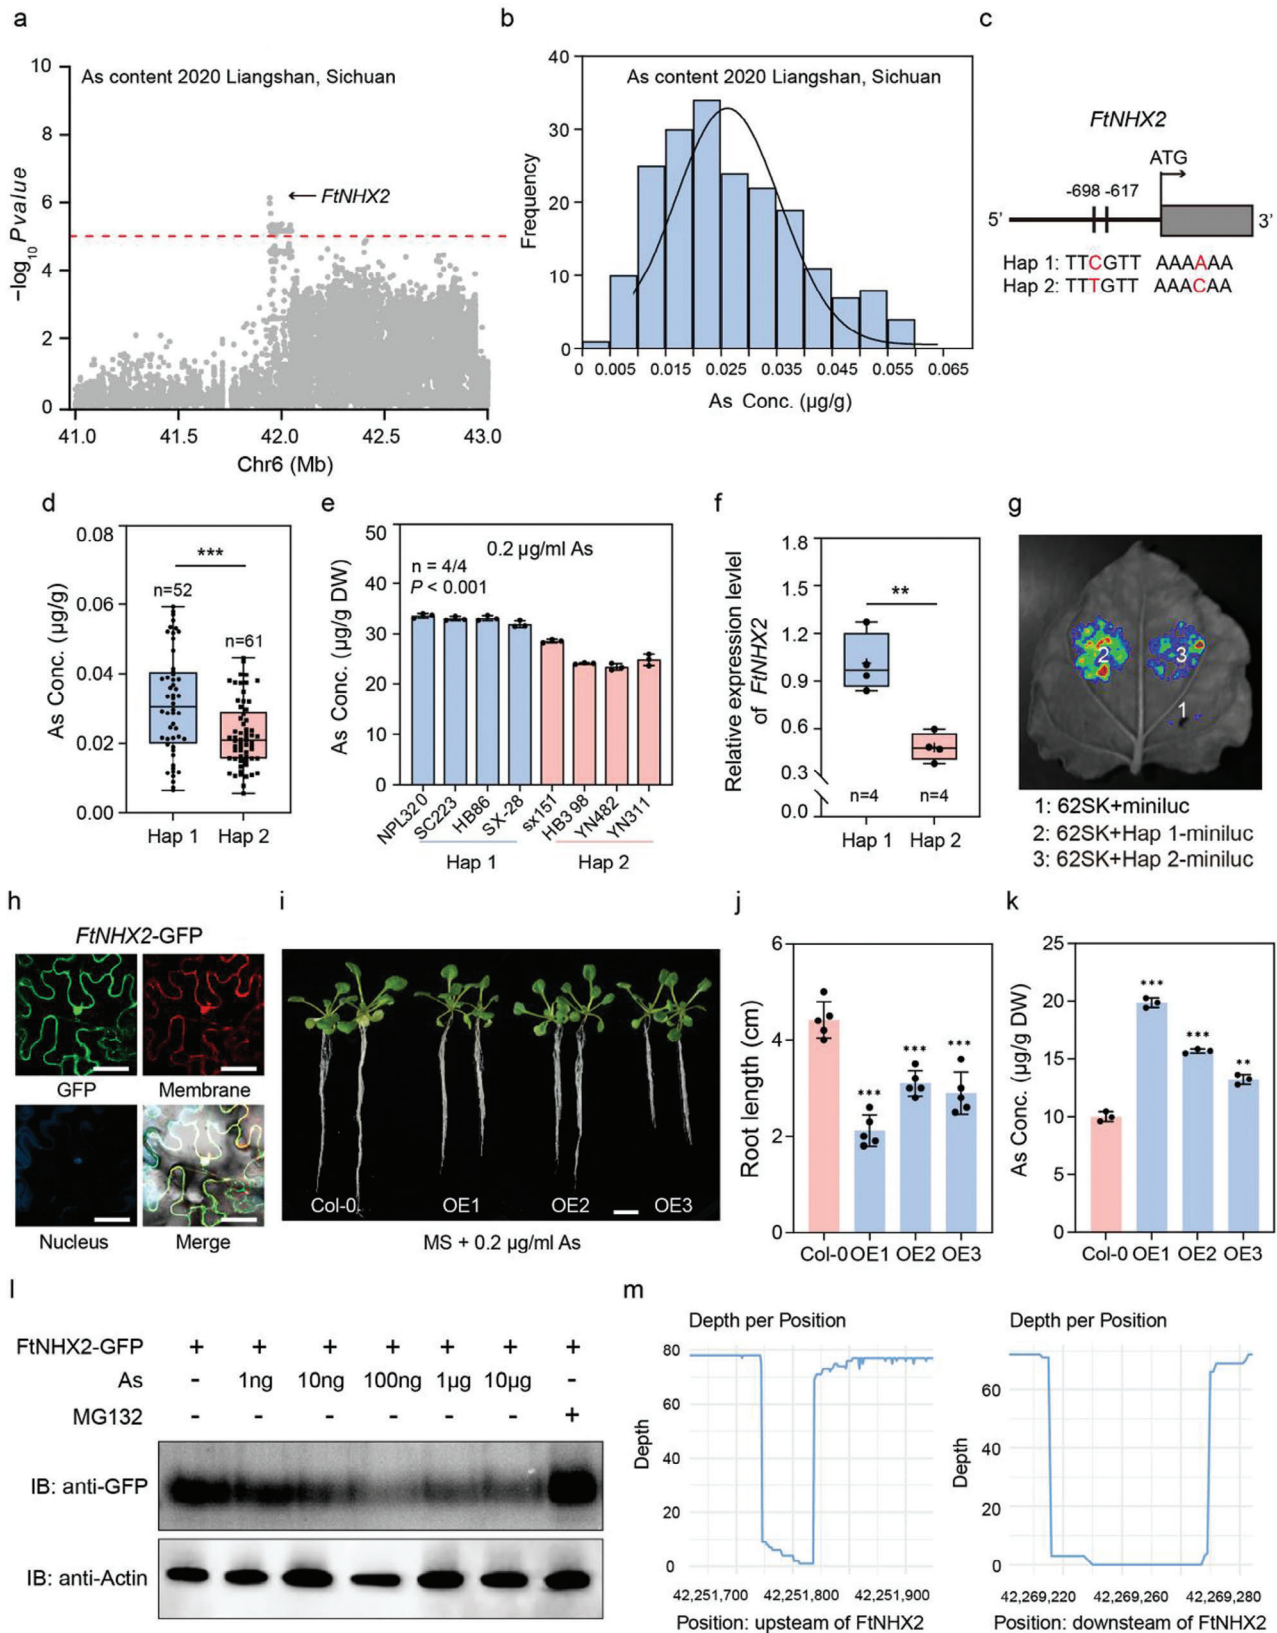 a
As content 2020 Liangshan, Sichuan
−log10 Pvalue
10
8
6
4
2
0
FtNHX2
41.0 41.5 42.0 42.5 43.0
Chr6 (Mb)
b
As content 2020 Liangshan, Sichuan
Frequency
40
30
20
10
0
0 0.005 0.015 0.025 0.035 0.045 0.055 0.065
As Conc. (µg/g)
c
FtNHX2
ATG
-698 -617
5' 3'
Hap 1: TTCGTT AAAAAA
Hap 2: TTTGTT AAACAA
d
As Conc. (µg/g)
0.08
0.06
0.04
0.02
0.00
***
n=52
n=61
Hap 1 Hap 2
e
As Conc. (µg/g DW)
50
40
30
20
10
0
0.2 µg/ml As
n = 4/4
P < 0.001
NPL320 SC223 HB86 SX-28 sx151 HB398 YN482 YN311
Hap 1 Hap 2
f
Relative expression levlel
of FtNHX2
1.8
1.5
1.2
0.9
0.6
0.3
0.0
**
n=4 n=4
Hap 1 Hap 2
g
2 3
1
1: 62SK+miniluc
2: 62SK+Hap 1-miniluc
3: 62SK+Hap 2-miniluc
h
FtNHX2-GFP
GFP Membrane
Nucleus Merge
i
Col-0 OE1 OE2 OE3
MS + 0.2 µg/ml As
j
Root length (cm)
6
4
2
0
*** *** ***
Col-0 OE1 OE2 OE3
k
As Conc. (µg/g DW)
25
20
15
10
5
0
*** *** **
Col-0 OE1 OE2 OE3
l
FtNHX2-GFP + + + + + + +
As - 1ng 10ng 100ng 1µg 10µg -
MG132 - - - - - - +
IB: anti-GFP
IB: anti-Actin
m
Depth per Position
Depth
80
60
40
20
0
42,251,700 42,251,800 42,251,900
Position: upsteam of FtNHX2
Depth per Position
Depth
60
40
20
0
42,269,220 42,269,260 42,269,280
Position: downsteam of FtNHX2